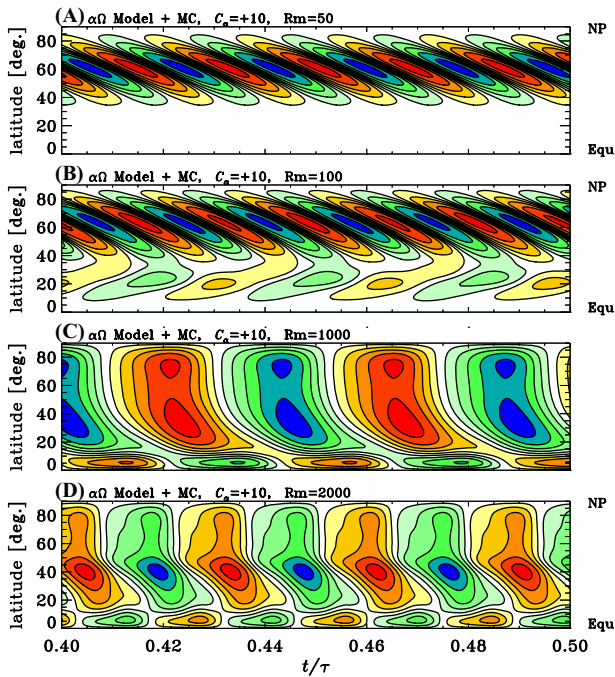 (A) αΩ Model + MC, Cα=+10, Rm=50
NP
latitude [deg.]
80
60
40
20
0
Equ
(B) αΩ Model + MC, Cα=+10, Rm=100
latitude [deg.]
80
60
40
20
0
Equ
(C) αΩ Model + MC, Cα=+10, Rm=1000
latitude [deg.]
80
60
40
20
0
(D) αΩ Model + MC, Cα=+10, Rm=2000
NP
latitude [deg.]
80
60
40
20
0
Equ
0.40 0.42 0.44 0.46 0.48 0.50
t/τ